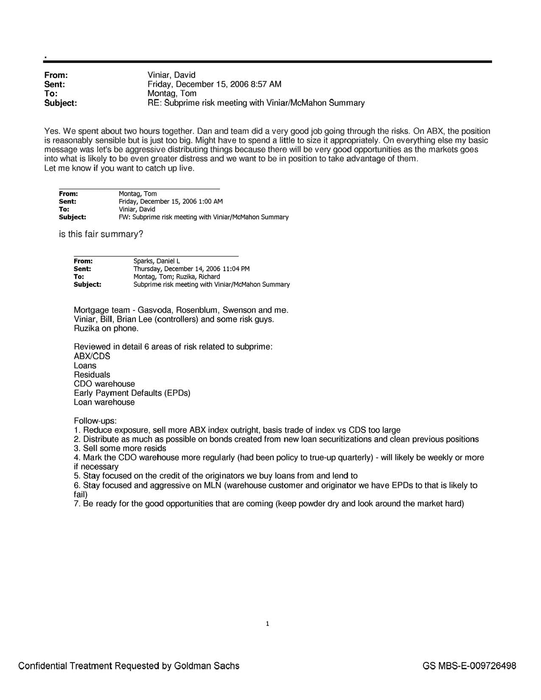 From: Viniar, David
Sent: Friday, December 15, 2006 8:57 AM
To: Montag, Tom
Subject: RE: Subprime risk meeting with Viniar/McMahon Summary
Yes. We spent about two hours together. Dan and team did a very good job going through the risks. On ABX, the position
is reasonably sensible but is just too big. Might have to spend a little to size it appropriately. On everything else my basic
message was let's be aggressive distributing things because there will be very good opportunities as the markets goes
into what is likely to be even greater distress and we want to be in position to take advantage of them.
Let me know if you want to catch up live.
From: Montag, Tom
Sent: Friday, December 15, 2006 1:00 AM
To: Viniar, David
Subject: FW: Subprime risk meeting with Viniar/McMahon Summary
is this fair summary?
From: Sparks, Daniel L
Sent: Thursday, December 14, 2006 11:04 PM
To: Montag, Tom; Ruzika, Richard
Subject: Subprime risk meeting with Viniar/McMahon Summary
Mortgage team - Gasvoda, Rosenblum, Swenson and me.
Viniar, Bill, Brian Lee (controllers) and some risk guys.
Ruzika on phone.
Reviewed in detail 6 areas of risk related to subprime:
ABX/CDS
Loans
Residuals
CDO warehouse
Early Payment Defaults (EPDs)
Loan warehouse
Follow-ups:
1. Reduce exposure, sell more ABX index outright, basis trade of index vs CDS too large
2. Distribute as much as possible on bonds created from new loan securitizations and clean previous positions
3. Sell some more resids
4. Mark the CDO warehouse more regularly (had been policy to true-up quarterly) - will likely be weekly or more
if necessary
5. Stay focused on the credit of the originators we buy loans from and lend to
6. Stay focused and aggressive on MLN (warehouse customer and originator we have EPDs to that is likely to
fail)
7. Be ready for the good opportunities that are coming (keep powder dry and look around the market hard)
1
Confidential Treatment Requested by Goldman Sachs
GS MBS-E-009726498